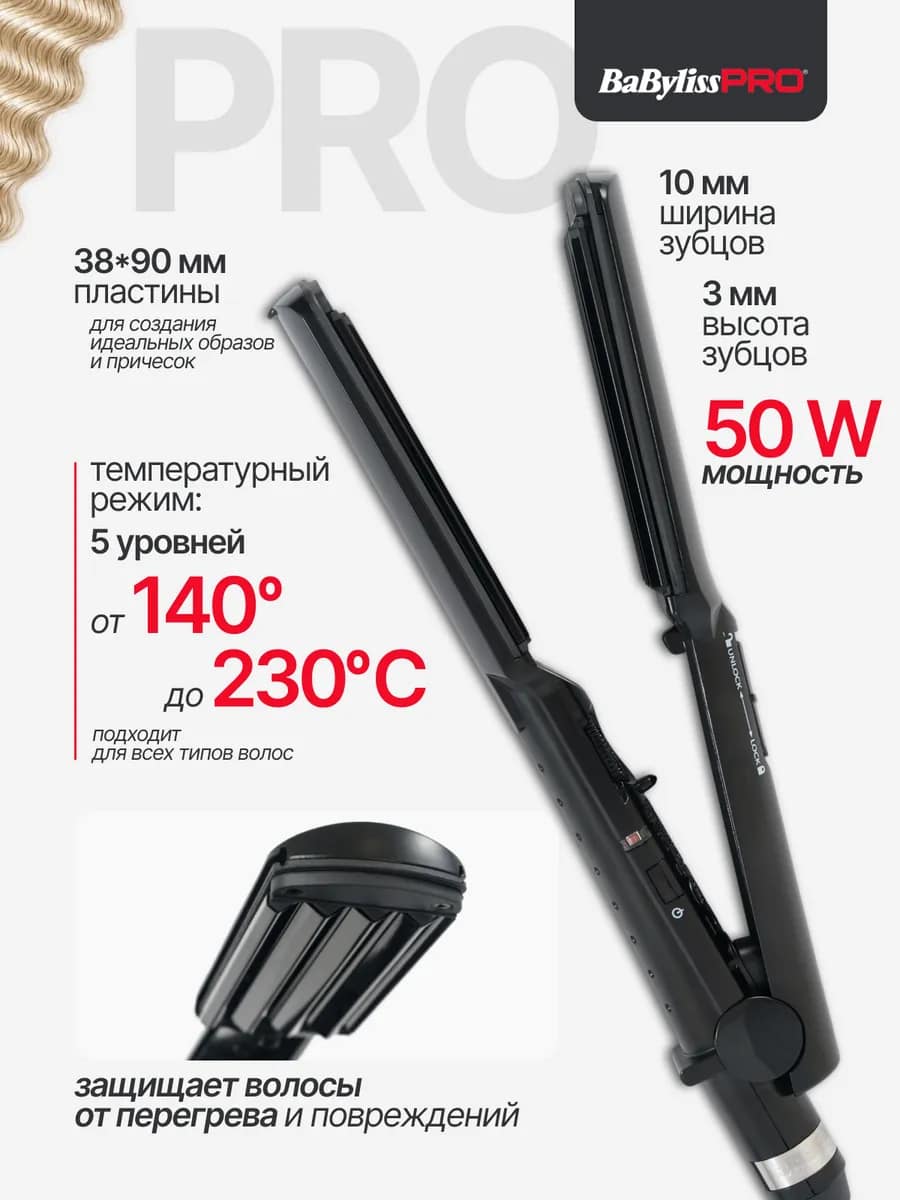 PRO
BaBylissPRO®
10 мм
ширина
зубцов
38*90 мм
пластины
для создания
идеальных образов
и причесок
3 мм
высота
зубцов
50 W
мощность
температурный
режим:
5 уровней
от 140°
до 230°C
подходит
для всех типов волос
UNLOCK
LOCK
защищает волосы
от перегрева и повреждений